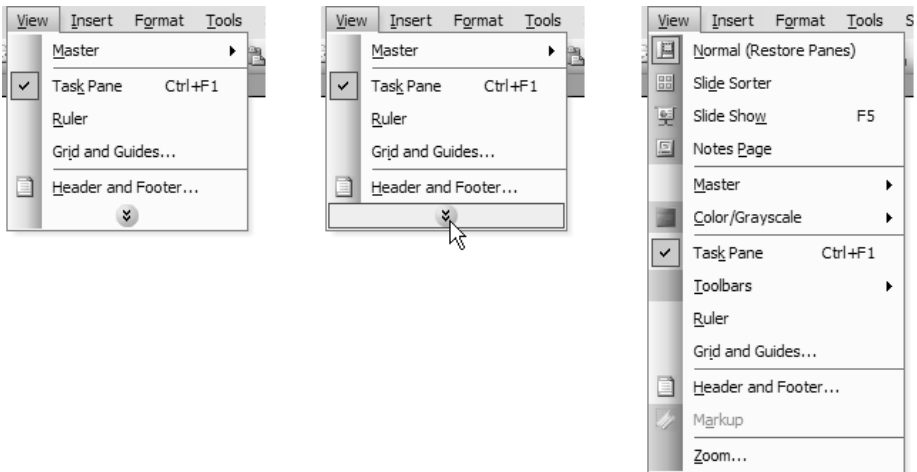 View Insert Format Tools
Master
Task Pane Ctrl+F1
Ruler
Grid and Guides...
Header and Footer...
View Insert Format Tools
Master
Task Pane Ctrl+F1
Ruler
Grid and Guides...
Header and Footer...
View Insert Format Tools S
Normal (Restore Panes)
Slide Sorter
Slide Show F5
Notes Page
Master
Color/Grayscale
Task Pane Ctrl+F1
Toolbars
Ruler
Grid and Guides...
Header and Footer...
Markup
Zoom...